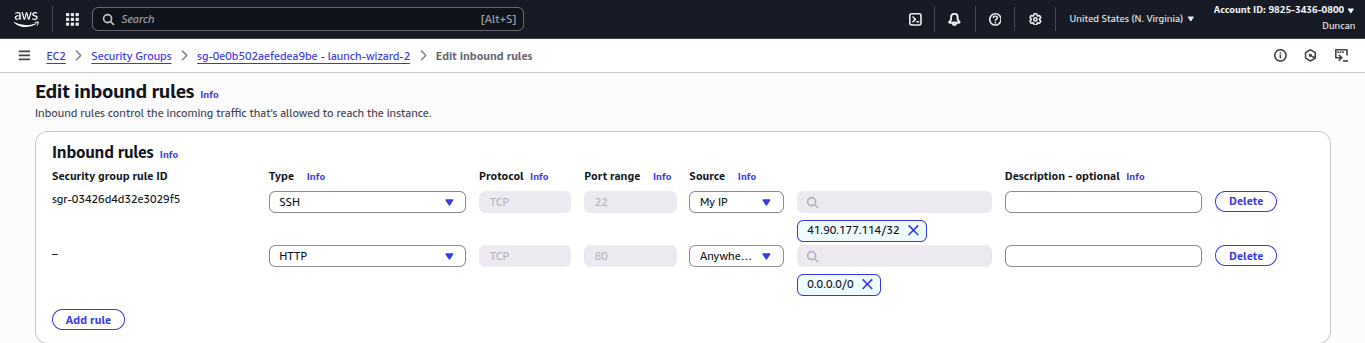 aws Search [Alt+S] United States (N. Virginia) Account ID: 9825-3436-0800
Duncan
EC2 Security Groups sg-0e0b502aefedea9be - launch-wizard-2 Edit inbound rules
Edit inbound rules Info
Inbound rules control the incoming traffic that's allowed to reach the instance.
Inbound rules Info
Security group rule ID Type Info Protocol Info Port range Info Source Info Description - optional Info
sgr-03426d4d32e3029f5 SSH TCP 22 My IP Delete
41.90.177.114/32
– HTTP TCP 80 Anywhe... Delete
0.0.0.0/0
Add rule